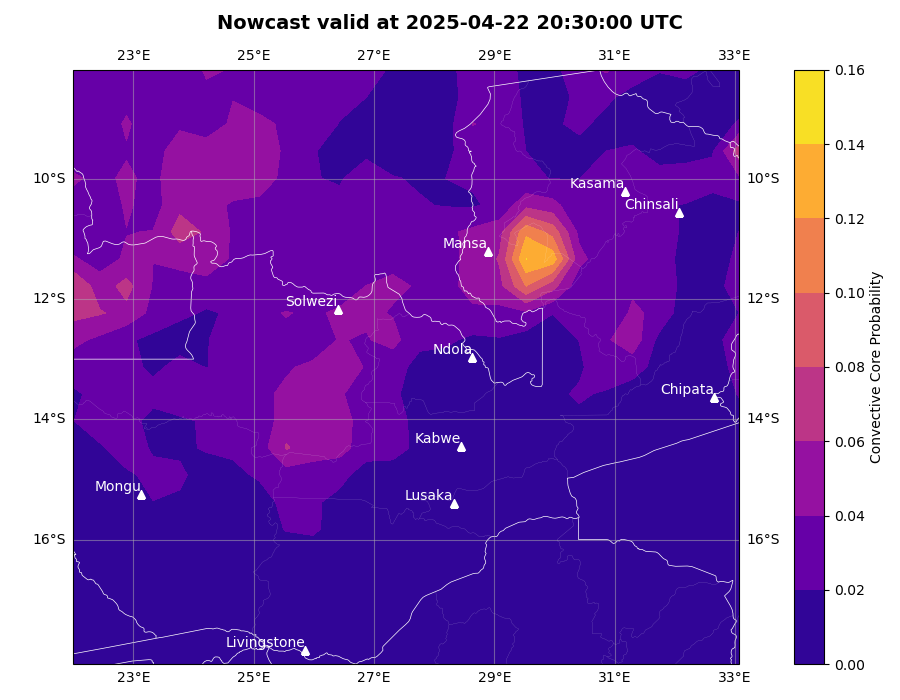 Nowcast valid at 2025-04-22 20:30:00 UTC
23°E 25°E 27°E 29°E 31°E 33°E
0.16
0.14
10°S 10°S
Kasama
Chinsali
0.12
Mansa
12°S 12°S
Solwezi
0.10
Ndola
0.08
Chipata
14°S 14°S
Kabwe
0.06
Mongu
Lusaka
0.04
16°S 16°S
0.02
Livingstone
0.00
23°E 25°E 27°E 29°E 31°E 33°E
Convective Core Probability